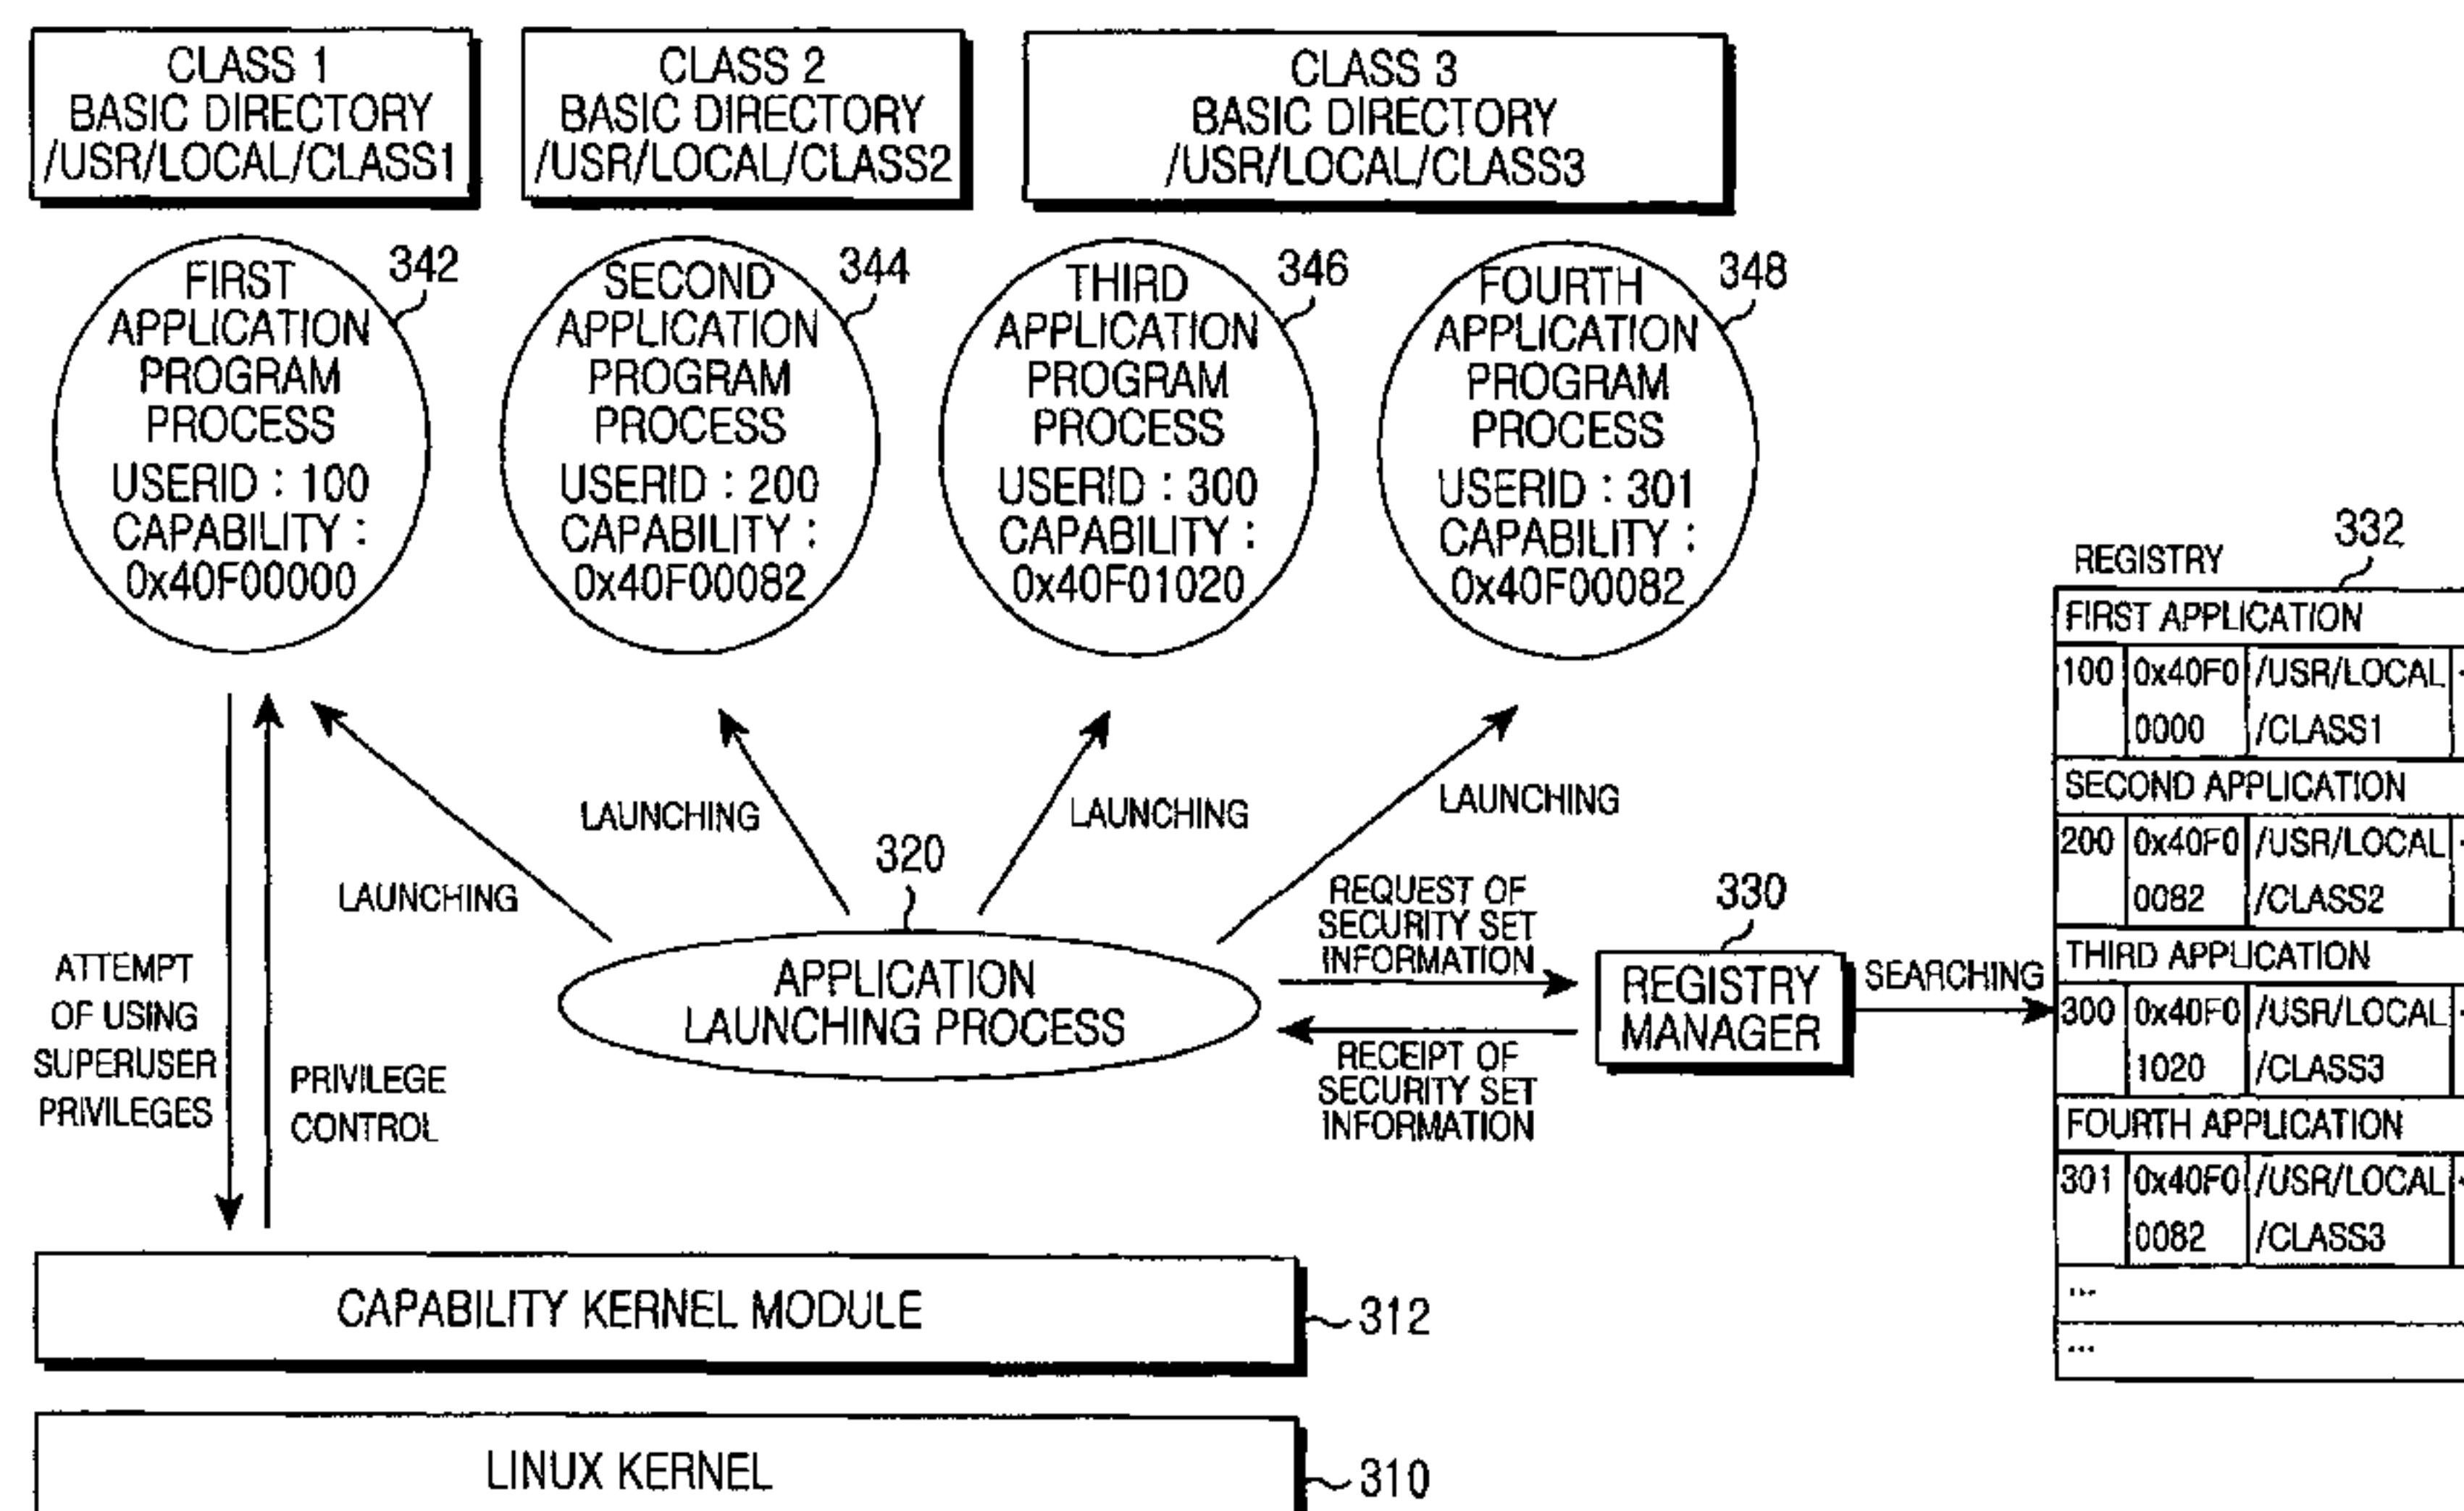 CLASS 1
BASIC DIRECTORY
/USR/LOCAL/CLASS1
CLASS 2
BASIC DIRECTORY
/USR/LOCAL/CLASS2
CLASS 3
BASIC DIRECTORY
/USR/LOCAL/CLASS3
342
FIRST
APPLICATION
PROGRAM
PROCESS
USERID : 100
CAPABILITY :
0x40F00000
344
SECOND
APPLICATION
PROGRAM
PROCESS
USERID : 200
CAPABILITY :
0x40F00082
346
THIRD
APPLICATION
PROGRAM
PROCESS
USERID : 300
CAPABILITY :
0x40F01020
348
FOURTH
APPLICATION
PROGRAM
PROCESS
USERID : 301
CAPABILITY :
0x40F00082
LAUNCHING
LAUNCHING
LAUNCHING
LAUNCHING
ATTEMPT
OF USING
SUPERUSER
PRIVILEGES
PRIVILEGE
CONTROL
320
APPLICATION
LAUNCHING PROCESS
REQUEST OF
SECURITY SET
INFORMATION
RECEIPT OF
SECURITY SET
INFORMATION
330
REGISTRY
MANAGER
SEARCHING
REGISTRY
332
FIRST APPLICATION
100 0x40F0 /USR/LOCAL
0000 /CLASS1
SECOND APPLICATION
200 0x40F0 /USR/LOCAL
0082 /CLASS2
THIRD APPLICATION
300 0x40F0 /USR/LOCAL
1020 /CLASS3
FOURTH APPLICATION
301 0x40F0 /USR/LOCAL
0082 /CLASS3
...
...
CAPABILITY KERNEL MODULE
312
LINUX KERNEL
310